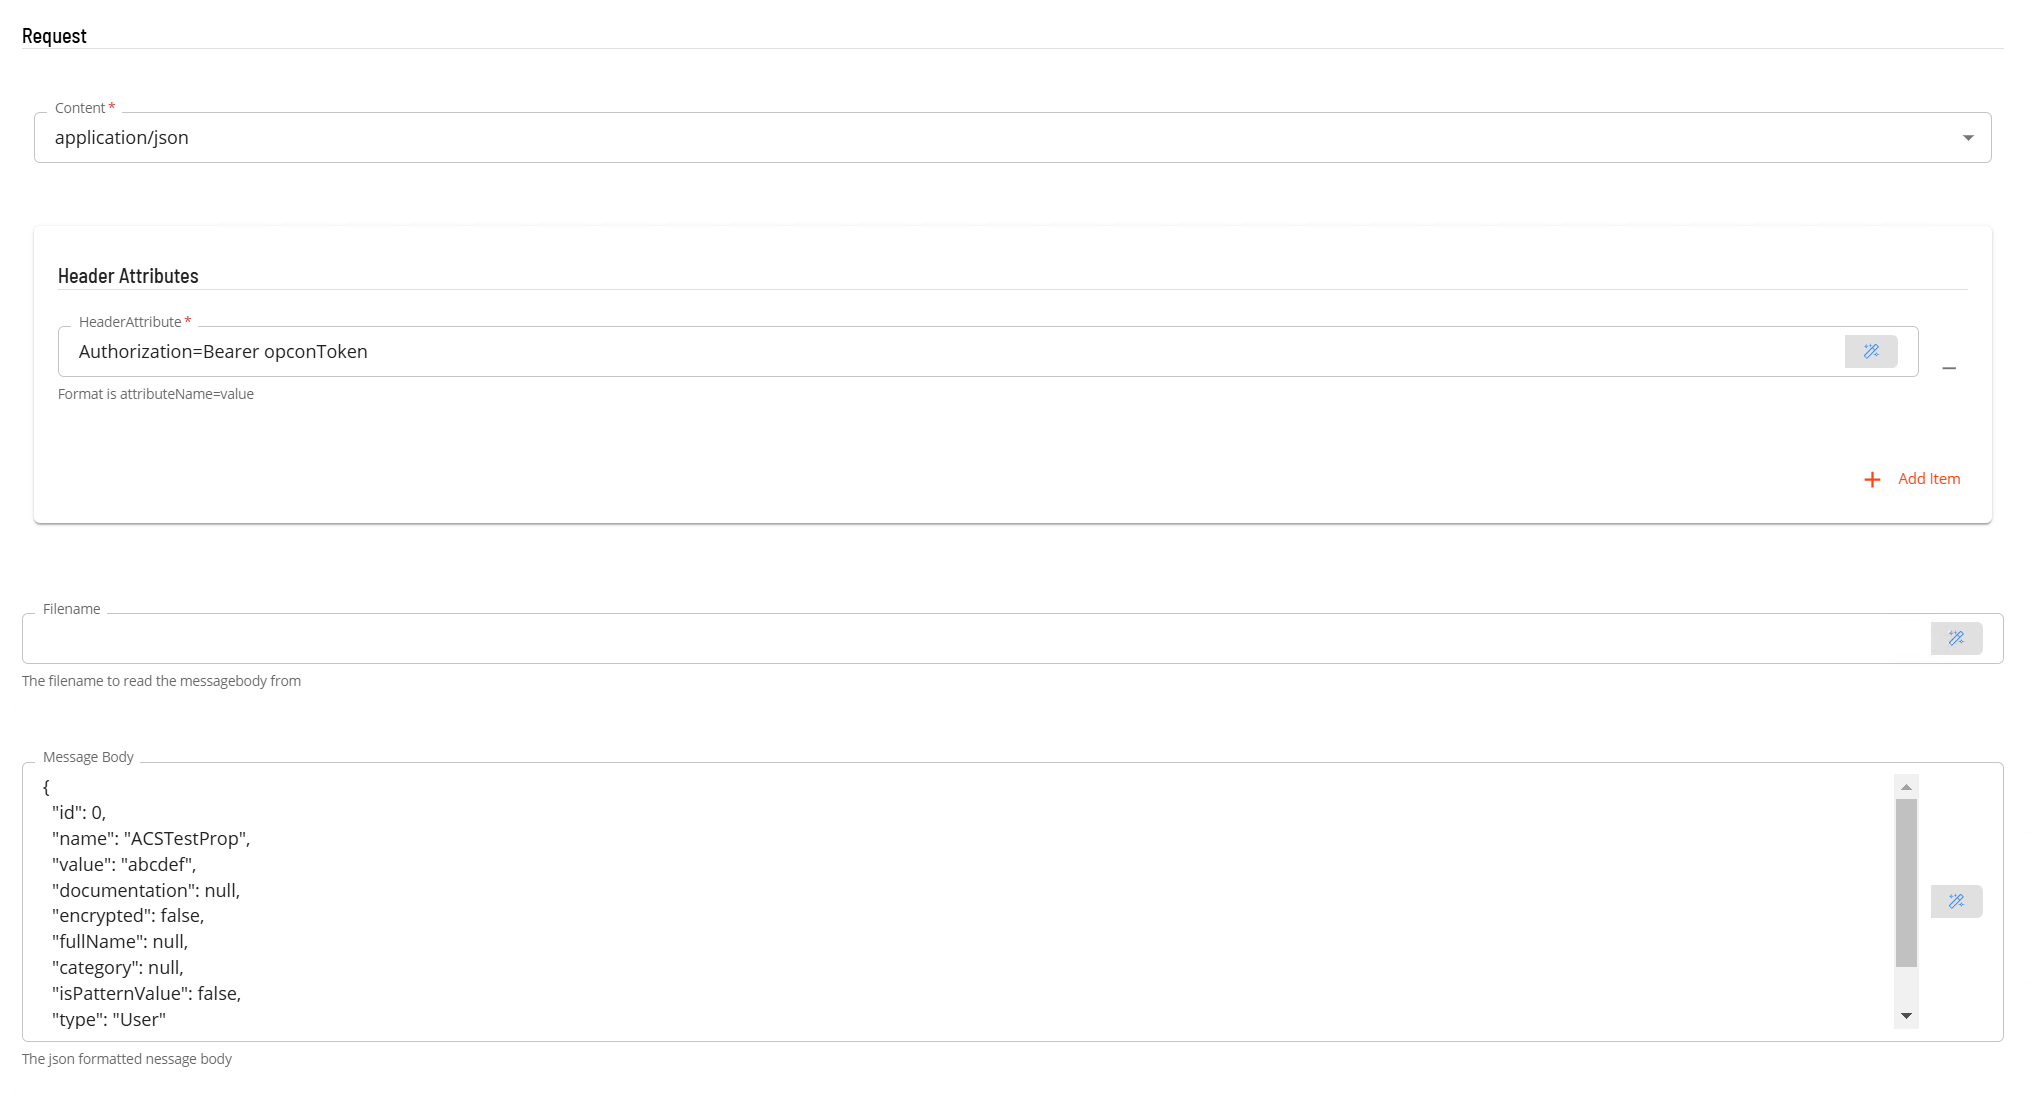 Request
Content *
application/json
Header Attributes
HeaderAttribute *
Authorization=Bearer opconToken
Format is attributeName=value
Add Item
Filename
The filename to read the messagebody from
Message Body
{
"id": 0,
"name": "ACSTestProp",
"value": "abcdef",
"documentation": null,
"encrypted": false,
"fullName": null,
"category": null,
"isPatternValue": false,
"type": "User"
The json formatted nessage body